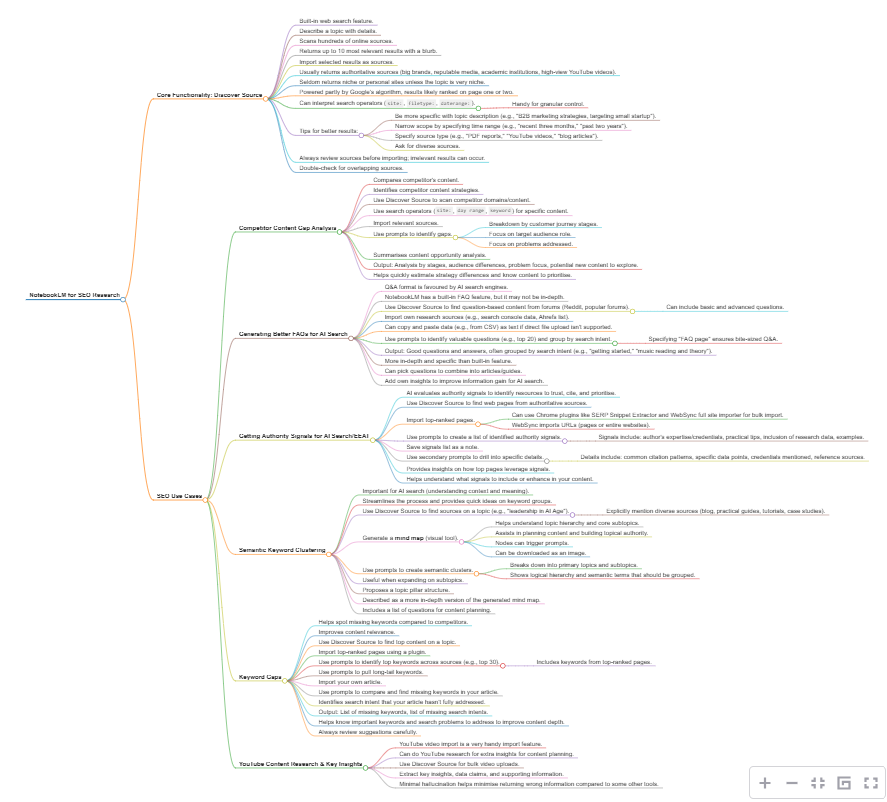 NotebookLM for SEO Research
Core Functionality: Discover Source
Built-in web search feature.
Describe a topic with details.
Scans hundreds of online sources.
Returns up to 10 most relevant results with a blurb.
Import selected results as sources.
Usually returns authoritative sources (big brands, reputable media, academic institutions, high-view YouTube videos).
Seldom returns niche or personal sites unless the topic is very niche.
Powered partly by Google's algorithm, results likely ranked on page one or two.
Can interpret search operators (site:, filetype:, daterange:).
Handy for granular control.
Tips for better results:
Be more specific with topic description (e.g., "B2B marketing strategies, targeting small startup").
Narrow scope by specifying time range (e.g., "recent three months," "past two years").
Specify source type (e.g., "PDF reports," "YouTube videos," "blog articles").
Ask for diverse sources.
Always review sources before importing; irrelevant results can occur.
Double-check for overlapping sources.
SEO Use Cases
Competitor Content Gap Analysis
Compares competitor's content.
Identifies competitor content strategies.
Use Discover Source to scan competitor domains/content.
Use search operators (site:, day range, keyword) for specific content.
Import relevant sources.
Use prompts to identify gaps.
Breakdown by customer journey stages.
Focus on target audience role.
Focus on problems addressed.
Summarises content opportunity analysis.
Output: Analysis by stages, audience differences, problem focus, potential new content to explore.
Helps quickly estimate strategy differences and know content to prioritise.
Generating Better FAQs for AI Search
Q&A format is favoured by AI search engines.
NotebookLM has a built-in FAQ feature, but it may not be in-depth.
Use Discover Source to find question-based content from forums (Reddit, popular forums).
Can include basic and advanced questions.
Import own research sources (e.g., search console data, Ahrefs list).
Can copy and paste data (e.g., from CSV) as text if direct file upload isn't supported.
Use prompts to identify valuable questions (e.g., top 20) and group by search intent.
Specifying "FAQ page" ensures bite-sized Q&A.
Output: Good questions and answers, often grouped by search intent (e.g., "getting started," "music reading and theory").
More in-depth and specific than built-in feature.
Can pick questions to combine into articles/guides.
Add own insights to improve information gain for AI search.
Getting Authority Signals for AI Search/EEAT
AI evaluates authority signals to identify resources to trust, cite, and prioritise.
Use Discover Source to find web pages from authoritative sources.
Import top-ranked pages.
Can use Chrome plugins like SERP Snippet Extractor and WebSync full site importer for bulk import.
WebSync imports URLs (pages or entire websites).
Use prompts to create a list of identified authority signals.
Signals include: author's expertise/credentials, practical tips, inclusion of research data, examples.
Save signals list as a note.
Use secondary prompts to drill into specific details.
Details include: common citation patterns, specific data points, credentials mentioned, reference sources.
Provides insights on how top pages leverage signals.
Helps understand what signals to include or enhance in your content.
Semantic Keyword Clustering
Important for AI search (understanding content and meaning).
Streamlines the process and provides quick ideas on keyword groups.
Use Discover Source to find sources on a topic (e.g., "leadership in AI Age").
Explicitly mention diverse sources (blog, practical guides, tutorials, case studies).
Generate a mind map (visual tool).
Helps understand topic hierarchy and core subtopics.
Assists in planning content and building topical authority.
Nodes can trigger prompts.
Can be downloaded as an image.
Use prompts to create semantic clusters.
Breaks down into primary topics and subtopics.
Shows logical hierarchy and semantic terms that should be grouped.
Useful when expanding on subtopics.
Proposes a topic pillar structure.
Described as a more in-depth version of the generated mind map.
Includes a list of questions for content planning.
Keyword Gaps
Helps spot missing keywords compared to competitors.
Improves content relevance.
Use Discover Source to find top content on a topic.
Import top-ranked pages using a plugin.
Use prompts to identify top keywords across sources (e.g., top 30).
Includes keywords from top-ranked pages.
Use prompts to pull long-tail keywords.
Import your own article.
Use prompts to compare and find missing keywords in your article.
Identifies search intent that your article hasn't fully addressed.
Output: List of missing keywords, list of missing search intents.
Helps know important keywords and search problems to address to improve content depth.
Always review suggestions carefully.
YouTube Content Research & Key Insights
YouTube video import is a very handy import feature.
Can do YouTube research for extra insights for content planning.
Use Discover Source for bulk video uploads.
Extract key insights, data claims, and supporting information.
Minimal hallucination helps minimise returning wrong information compared to some other tools.